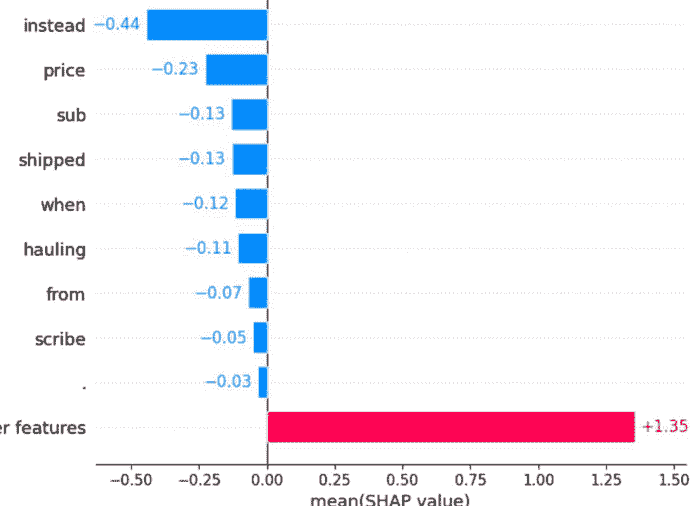 instead −0.44
price −0.23
sub −0.13
shipped −0.13
when −0.12
hauling −0.11
from −0.07
scribe −0.05
. −0.03
er features +1.35
−0.50 −0.25 0.00 0.25 0.50 0.75 1.00 1.25 1.50
mean(SHAP value)